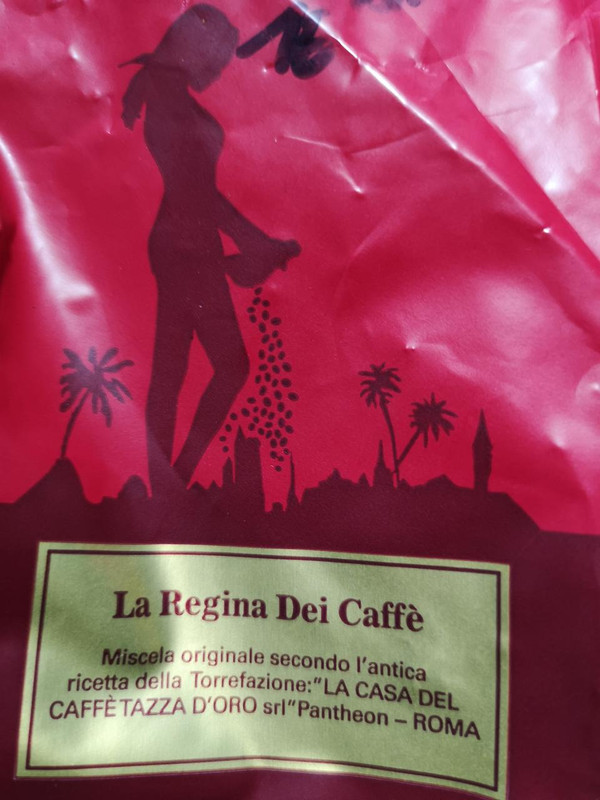 La Regina Dei Caffè
Miscela originale secondo l'antica
ricetta della Torrefazione:"LA CASA DEL
CAFFÈ TAZZA D'ORO srl"Pantheon – ROMA